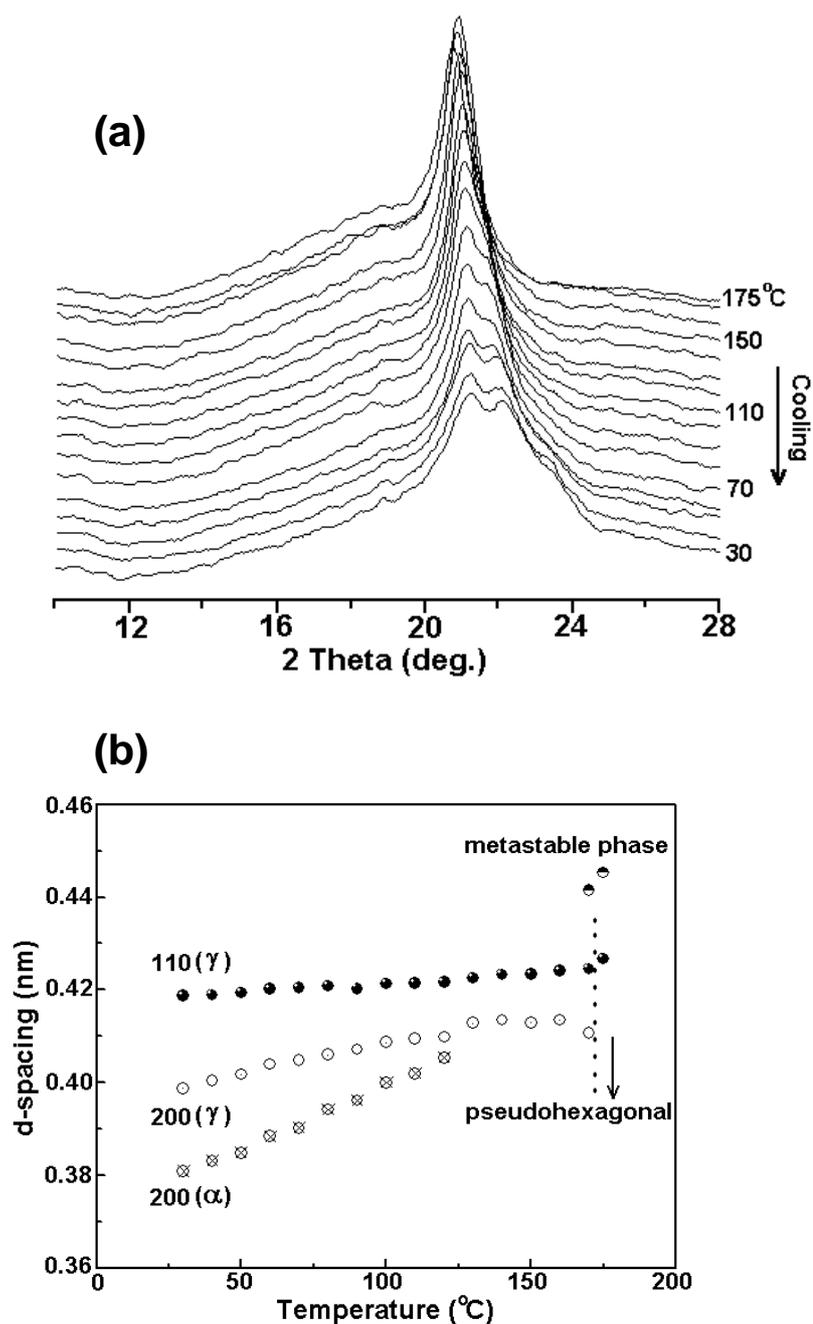 (a)
175°C
150
110
70
30
Cooling
12 16 20 24 28
2 Theta (deg.)
(b)
0.46
0.44
0.42
0.40
0.38
0.36
d-spacing (nm)
metastable phase
110 (γ)
200 (γ)
pseudohexagonal
200 (α)
0 50 100 150 200
Temperature (°C)